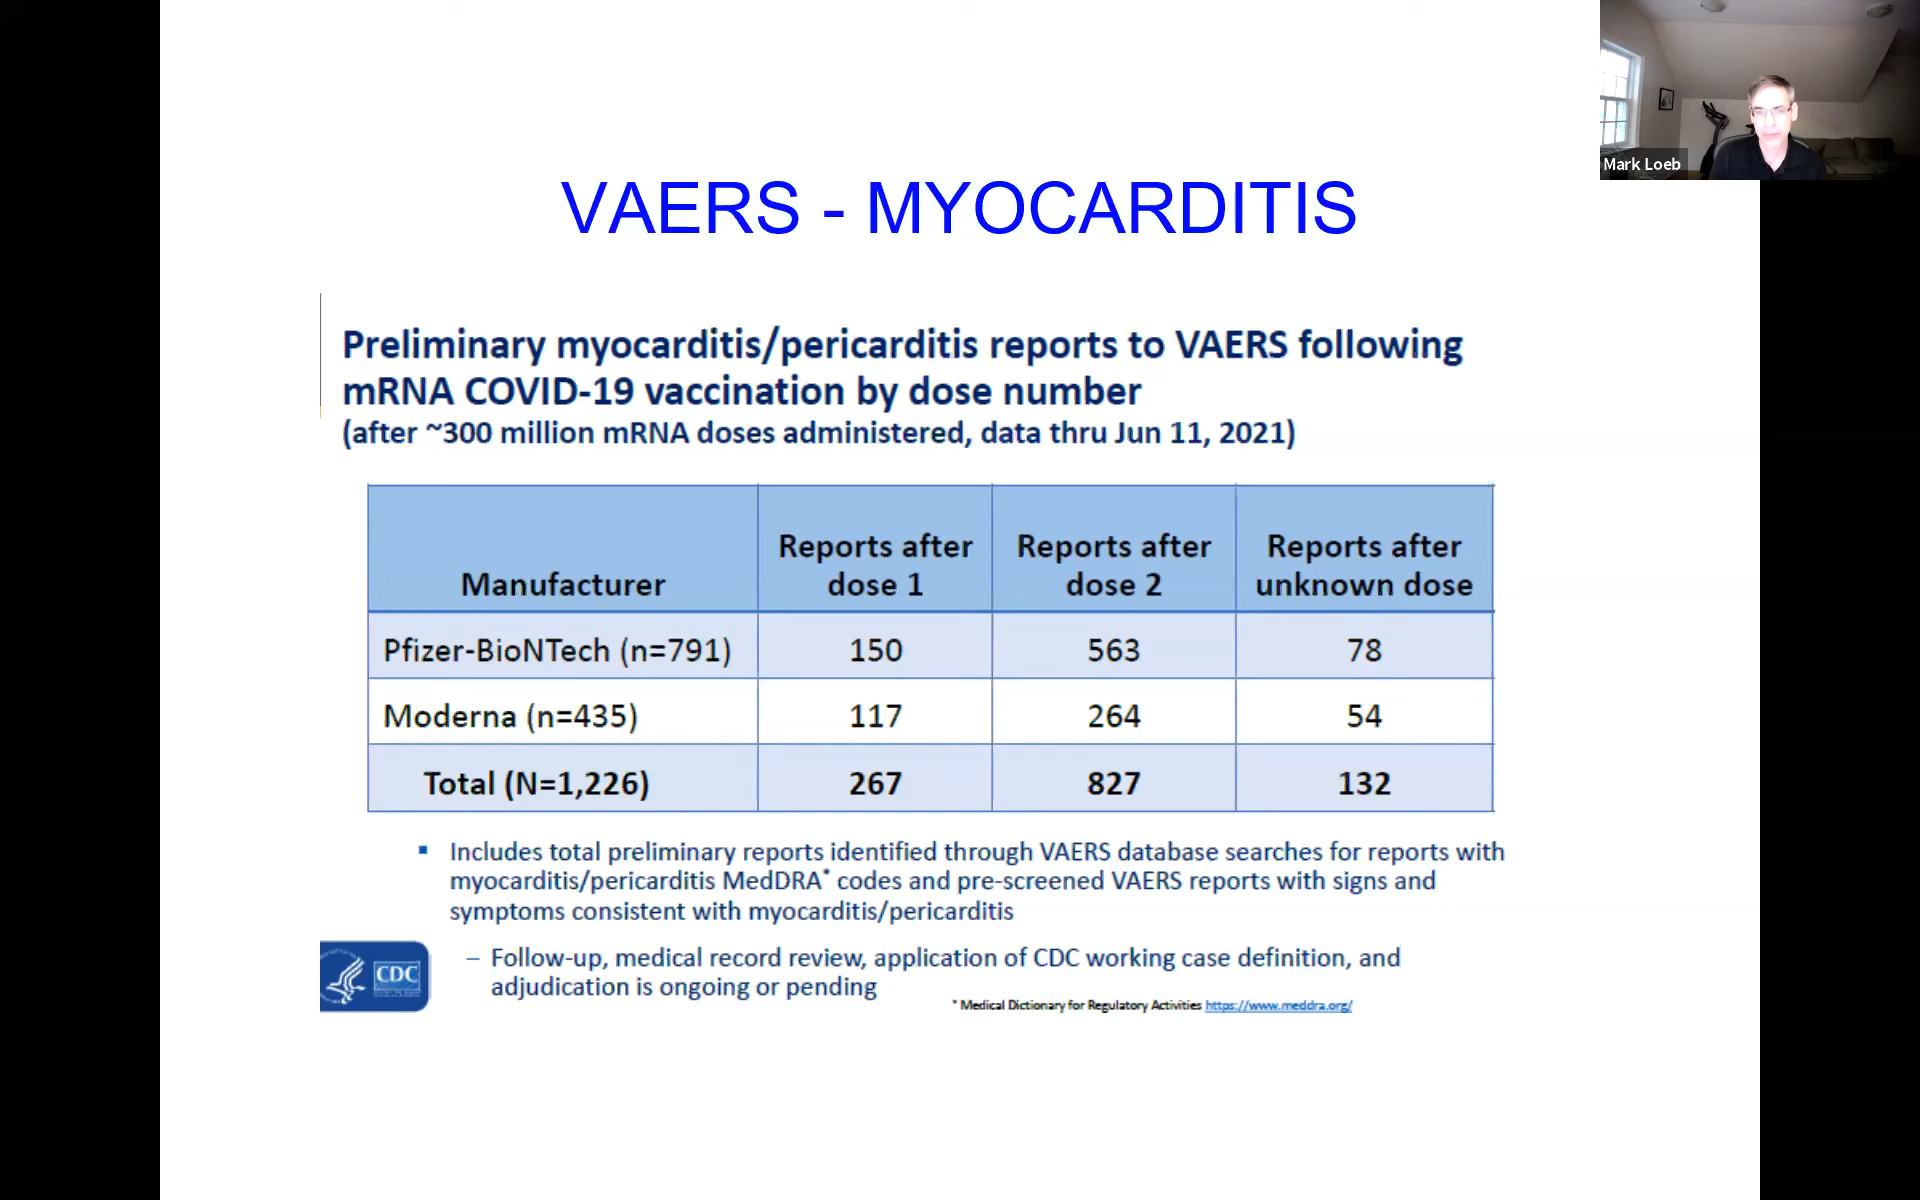 Mark Loeb
VAERS - MYOCARDITIS
Preliminary myocarditis/pericarditis reports to VAERS following
mRNA COVID-19 vaccination by dose number
(after ~300 million mRNA doses administered, data thru Jun 11, 2021)
Manufacturer
Reports after
dose 1
Reports after
dose 2
Reports after
unknown dose
Pfizer-BioNTech (n=791) 150 563 78
Moderna (n=435) 117 264 54
Total (N=1,226) 267 827 132
▪ Includes total preliminary reports identified through VAERS database searches for reports with
myocarditis/pericarditis MedDRA* codes and pre-screened VAERS reports with signs and
symptoms consistent with myocarditis/pericarditis
– Follow-up, medical record review, application of CDC working case definition, and
adjudication is ongoing or pending
CDC
* Medical Dictionary for Regulatory Activities https://www.meddra.org/